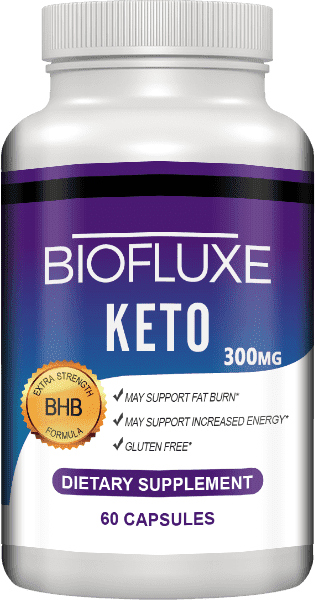 BIOFLUXE
KETO
300MG
EXTRA STRENGTH
BHB
FORMULA
✓MAY SUPPORT FAT BURN*
✓MAY SUPPORT INCREASED ENERGY*
✓GLUTEN FREE*
DIETARY SUPPLEMENT
60 CAPSULES